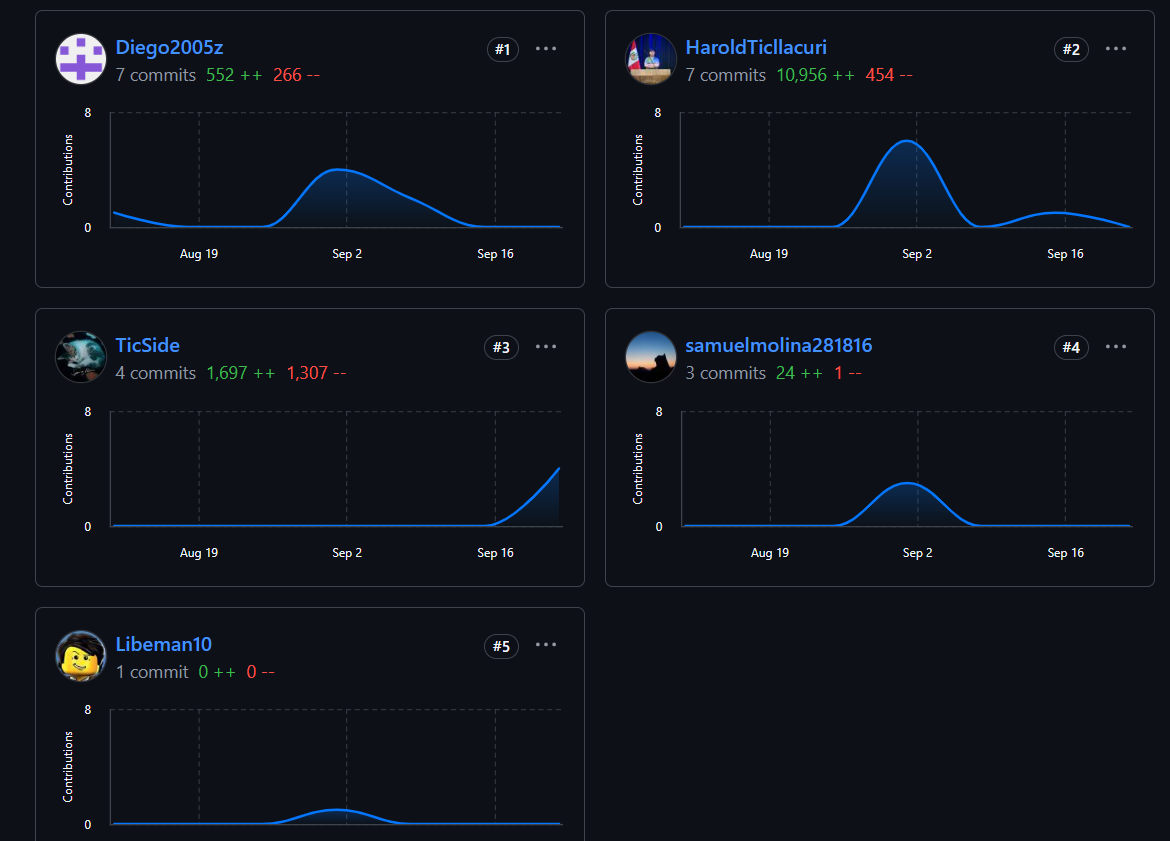 Diego2005z #1
7 commits 552 ++ 266 --
8
Contributions
0
Aug 19 Sep 2 Sep 16
HaroldTicllacuri #2
7 commits 10,956 ++ 454 --
8
Contributions
0
Aug 19 Sep 2 Sep 16
TicSide #3
4 commits 1,697 ++ 1,307 --
8
Contributions
0
Aug 19 Sep 2 Sep 16
samuelmolina281816 #4
3 commits 24 ++ 1 --
8
Contributions
0
Aug 19 Sep 2 Sep 16
Libeman10 #5
1 commit 0 ++ 0 --
8
Contributions
0